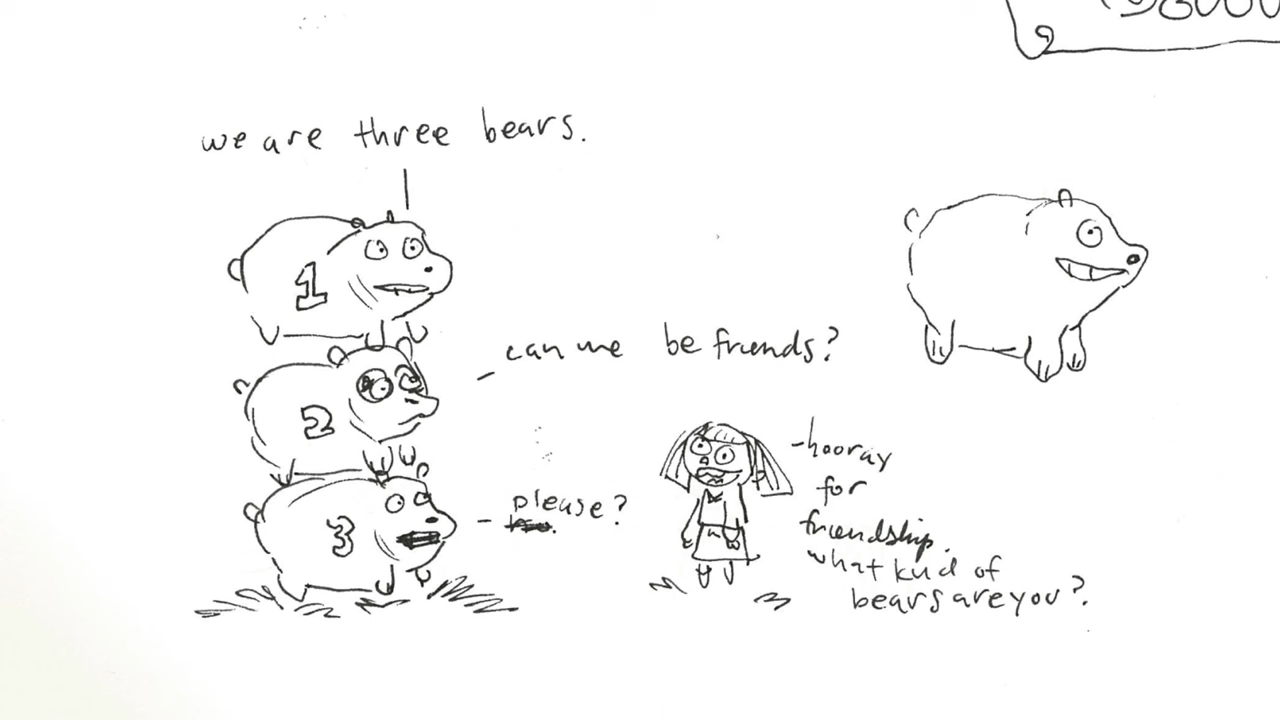 we are three bears.
1
can we be friends?
2
please?
3
-hooray
for
friendship.
what kind of
bears are you?